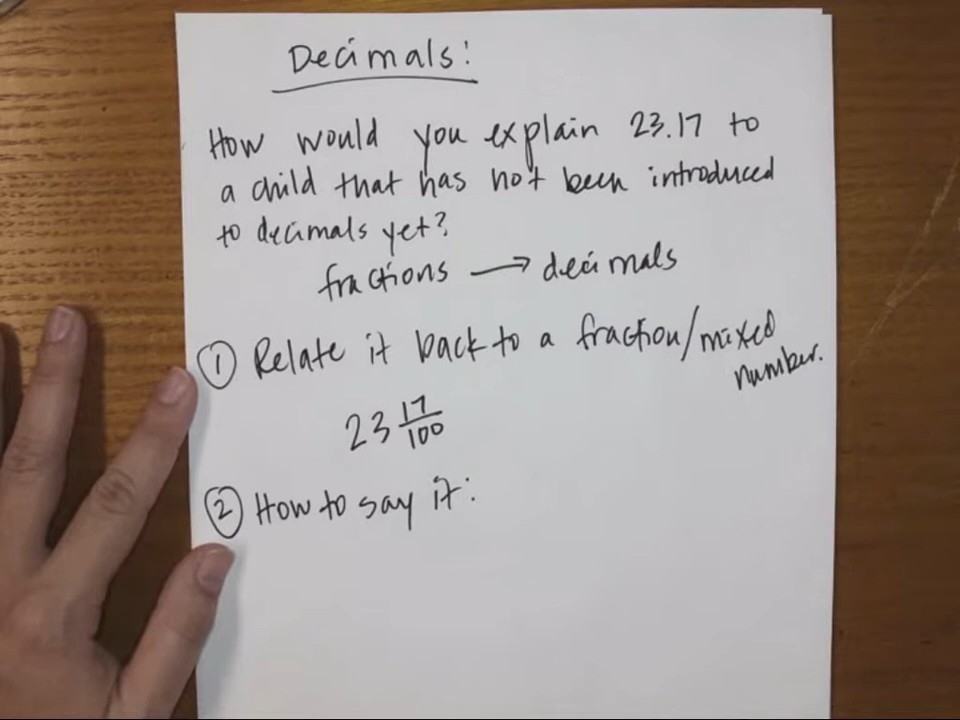 Decimals:
How would you explain 23.17 to
a child that has not been introduced
to decimals yet?
fractions → decimals
① Relate it back to a fraction/mixed
number.
23 17/100
② How to say it: